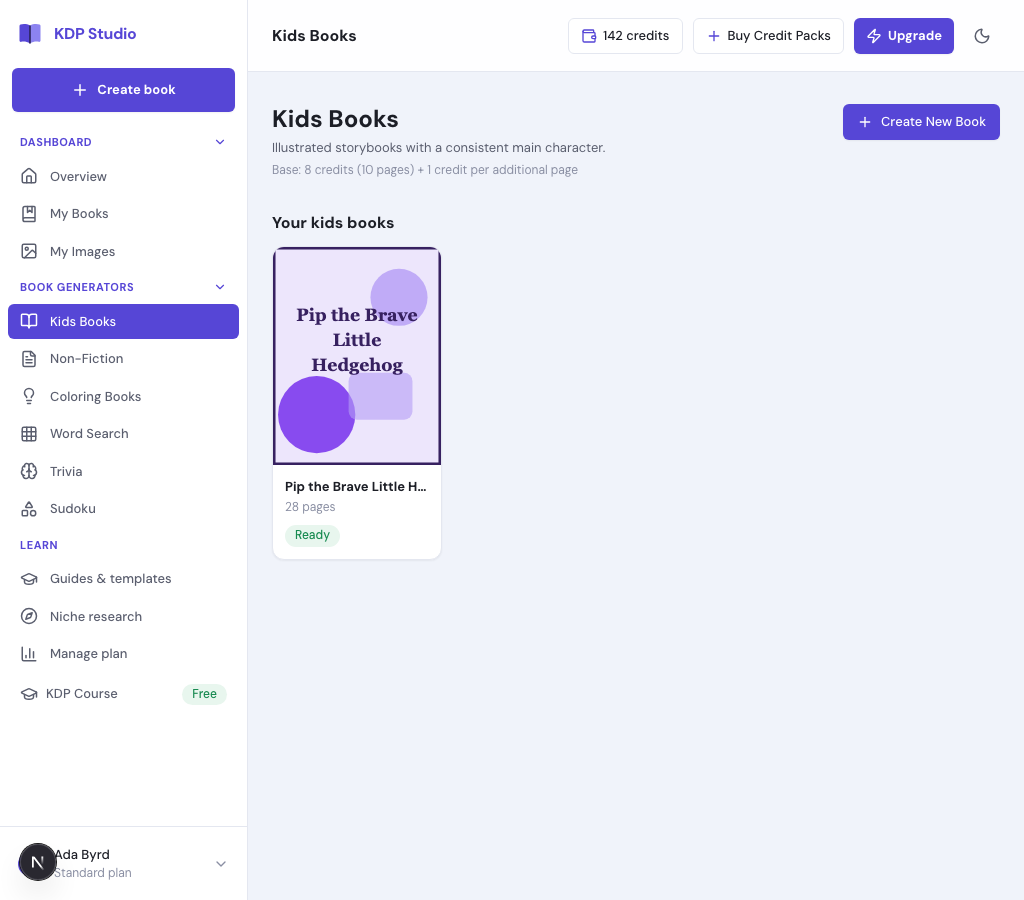 KDP Studio
Create book
DASHBOARD
Overview
My Books
My Images
BOOK GENERATORS
Kids Books
Non-Fiction
Coloring Books
Word Search
Trivia
Sudoku
LEARN
Guides & templates
Niche research
Manage plan
KDP Course
Free
N
Ada Byrd
Standard plan
Kids Books
142 credits
Buy Credit Packs
Upgrade
Kids Books
Create New Book
Illustrated storybooks with a consistent main character.
Base: 8 credits (10 pages) + 1 credit per additional page
Your kids books
Pip the Brave
Little
Hedgehog
Pip the Brave Little H...
28 pages
Ready